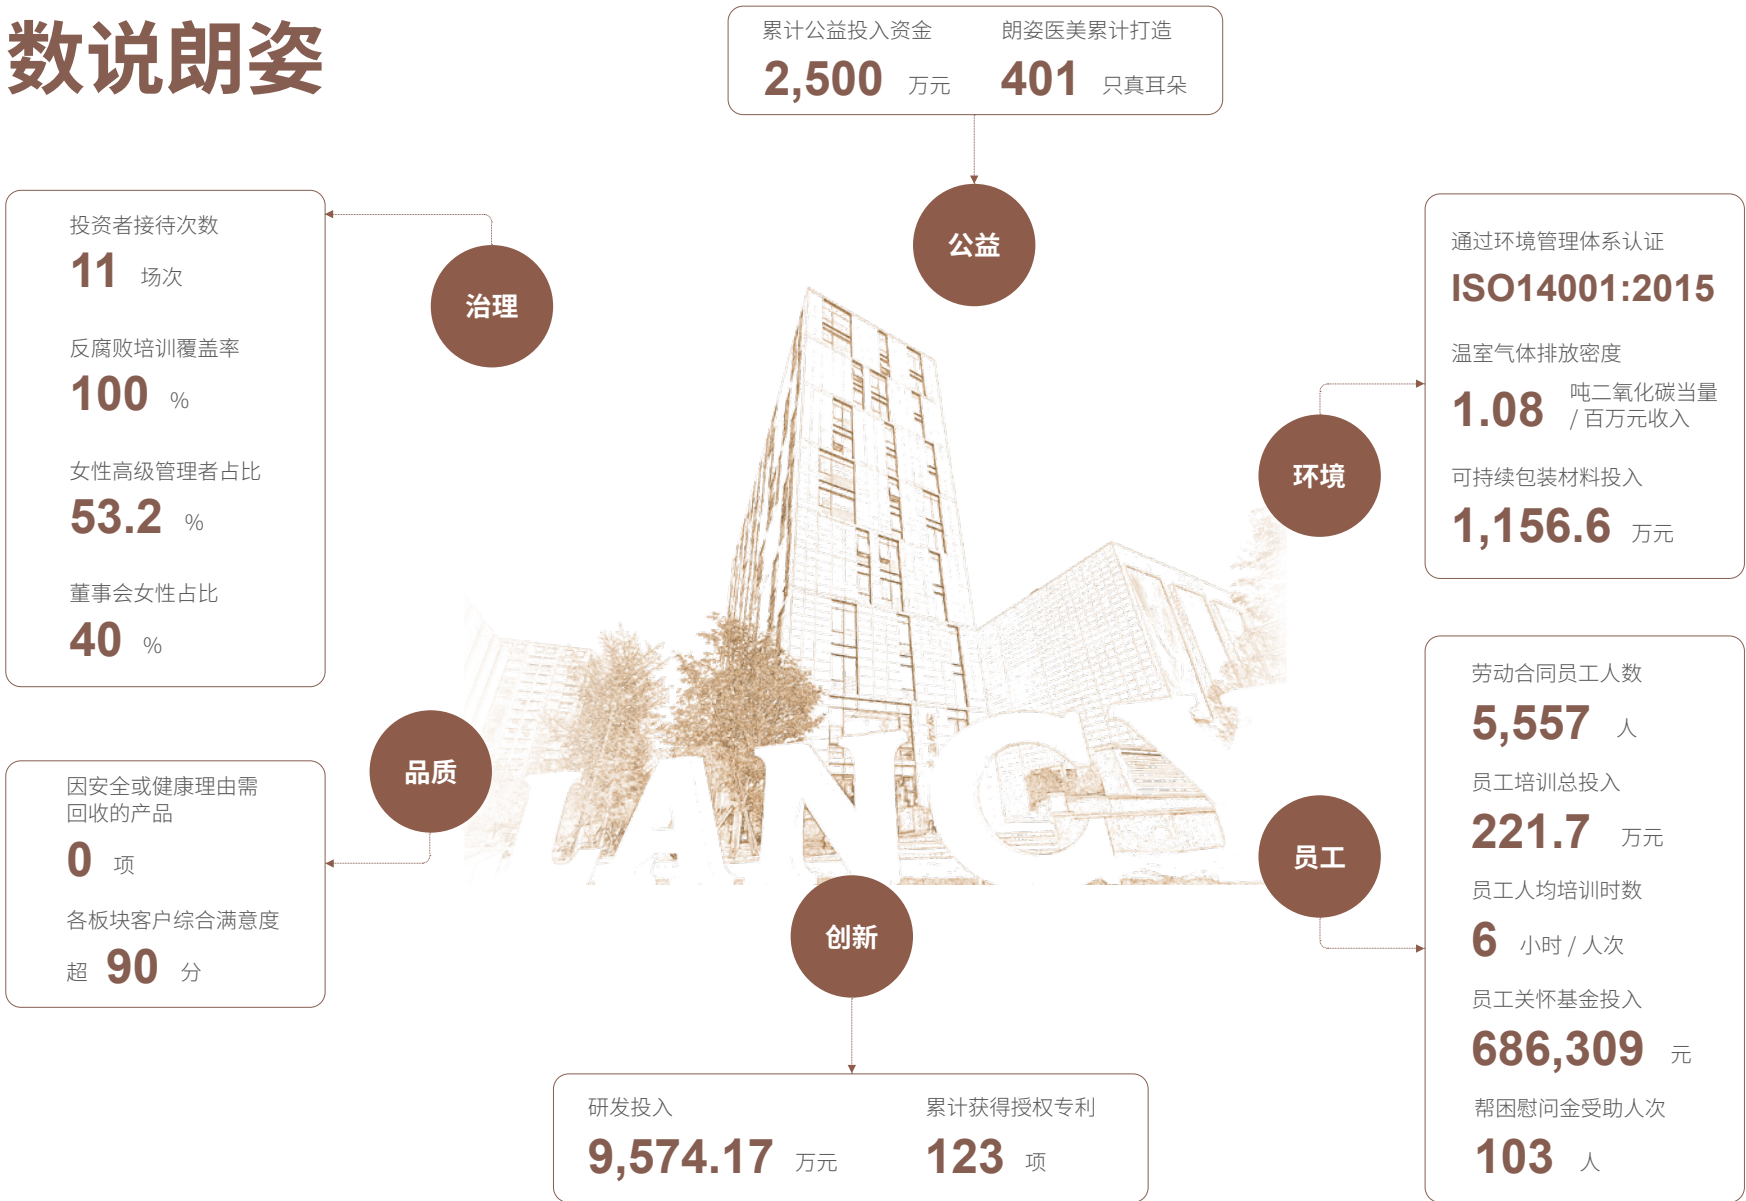 数说朗姿
累计公益投入资金
2,500 万元
朗姿医美累计打造
401 只真耳朵
公益
治理
投资者接待次数
11 场次
反腐败培训覆盖率
100 %
女性高级管理者占比
53.2 %
董事会女性占比
40 %
环境
通过环境管理体系认证
ISO14001:2015
温室气体排放密度
1.08 吨二氧化碳当量
/ 百万元收入
可持续包装材料投入
1,156.6 万元
品质
因安全或健康理由需
回收的产品
0 项
各板块客户综合满意度
超 90 分
员工
劳动合同员工人数
5,557 人
员工培训总投入
221.7 万元
员工人均培训时数
6 小时 / 人次
员工关怀基金投入
686,309 元
帮困慰问金受助人次
103 人
创新
研发投入
9,574.17 万元
累计获得授权专利
123 项